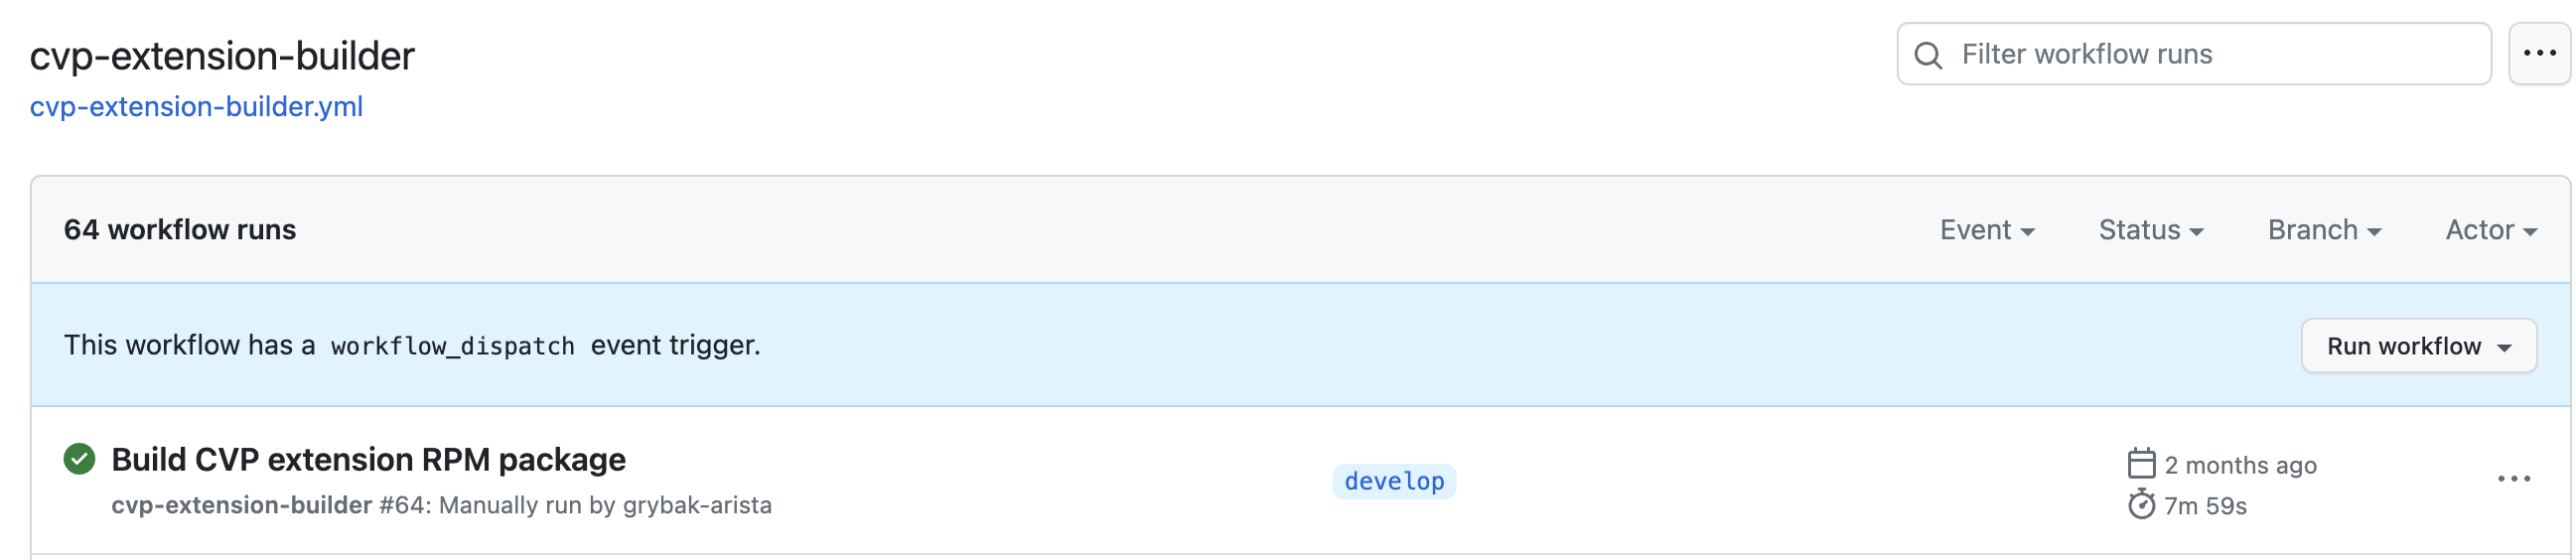 cvp-extension-builder
cvp-extension-builder.yml
Filter workflow runs
64 workflow runs
Event
Status
Branch
Actor
This workflow has a workflow_dispatch event trigger.
Run workflow
Build CVP extension RPM package
cvp-extension-builder #64: Manually run by grybak-arista
develop
2 months ago
7m 59s